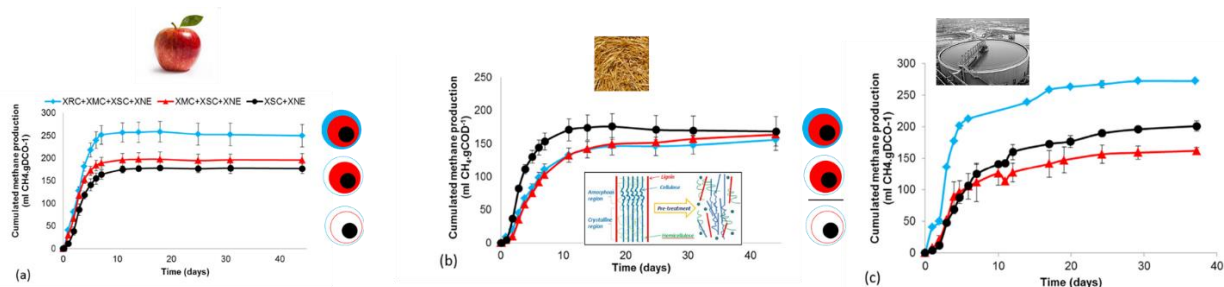 XRC+XMC+XSC+XNE XMC+XSC+XNE XSC+XNE
Cumulated methane production
(ml CH4.gDCO-1)
300
250
200
150
100
50
0
0 10 20 30 40
Time (days)
(a)
Cumulated methane production
(ml CH4.gCOD-1)
250
200
150
100
50
0
Lignin
Cellulose
Amorphous
region
Pre-treatment
Crystalline
region
Hemicellulose
0 10 20 30 40
Time (days)
(b)
Cumulated methane production
(ml CH4.gDCO-1)
300
250
200
150
100
50
0
0 10 20 30 40
Time (days)
(c)